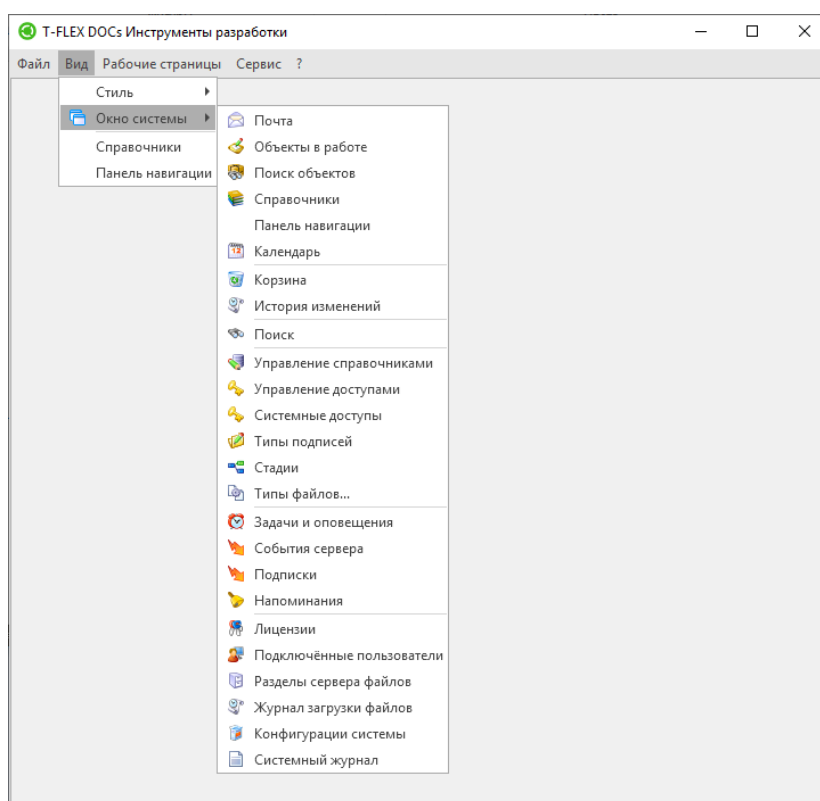 T-FLEX DOCs Инструменты разработки
Файл Вид Рабочие страницы Сервис ?
Стиль
Окно системы
Справочники
Панель навигации
Почта
Объекты в работе
Поиск объектов
Справочники
Панель навигации
Календарь
Корзина
История изменений
Поиск
Управление справочниками
Управление доступами
Системные доступы
Типы подписей
Стадии
Типы файлов...
Задачи и оповещения
События сервера
Подписки
Напоминания
Лицензии
Подключённые пользователи
Разделы сервера файлов
Журнал загрузки файлов
Конфигурации системы
Системный журнал